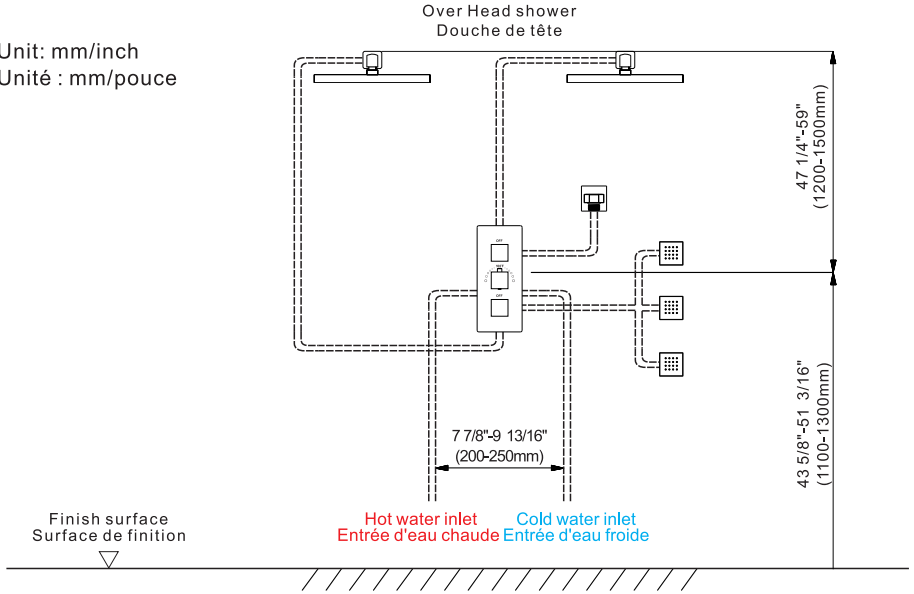 Over Head shower
Douche de tête
Unit: mm/inch
Unité : mm/pouce
47 1/4"-59"
(1200-1500mm)
OFF
OFF
43 5/8"-51 3/16"
(1100-1300mm)
7 7/8"-9 13/16"
(200-250mm)
Hot water inlet
Entrée d'eau chaude
Cold water inlet
Entrée d'eau froide
Finish surface
Surface de finition